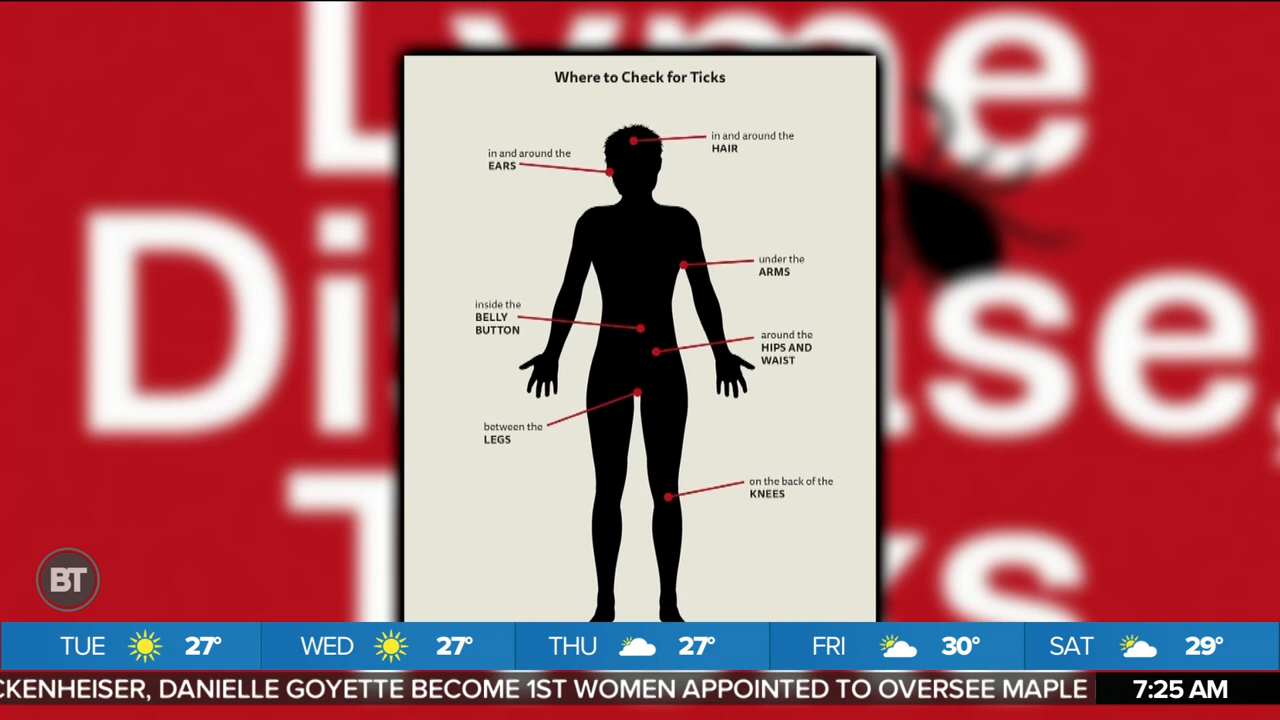 Lyme
Disease,
Where to Check for Ticks
in and around the
HAIR
in and around the
EARS
under the
ARMS
inside the
BELLY
BUTTON
around the
HIPS AND
WAIST
between the
LEGS
on the back of the
KNEES
BT
TUE 27° WED 27° THU 27° FRI 30° SAT 29°
CKENHEISER, DANIELLE GOYETTE BECOME 1ST WOMEN APPOINTED TO OVERSEE MAPLE 7:25 AM